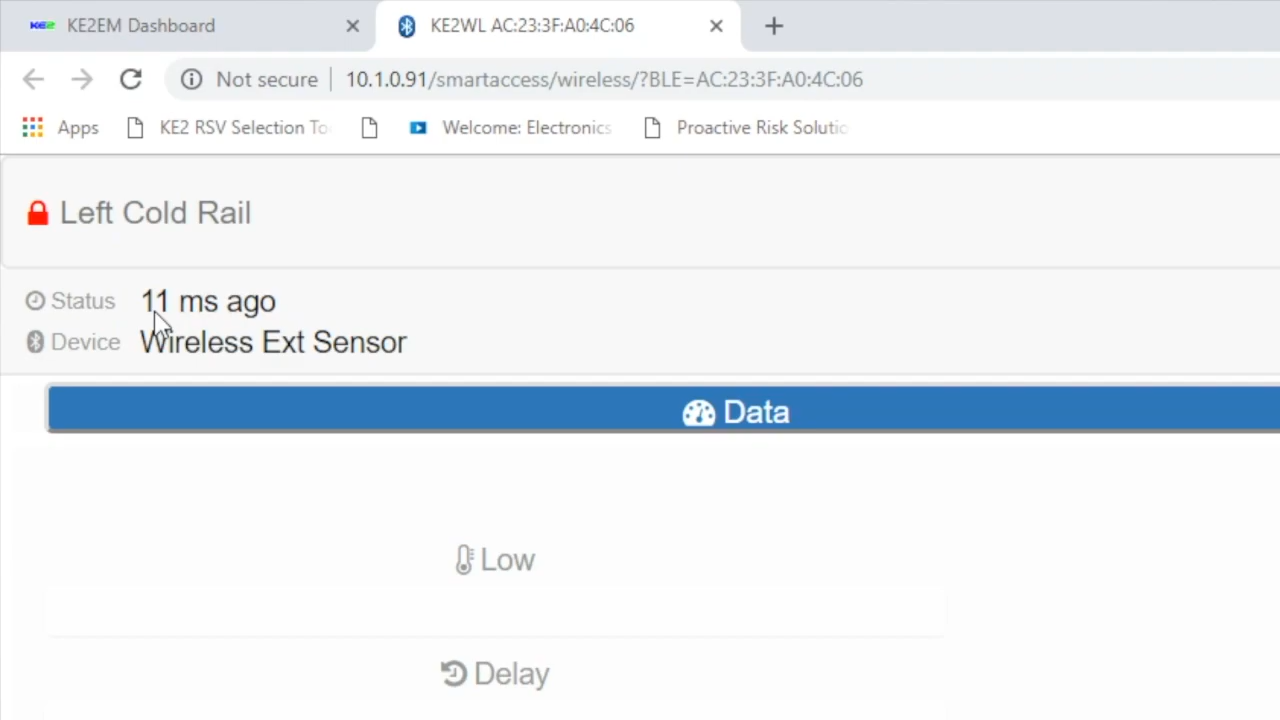 KE2 KE2EM Dashboard KE2WL AC:23:3F:A0:4C:06
Not secure 10.1.0.91/smartaccess/wireless/?BLE=AC:23:3F:A0:4C:06
Apps KE2 RSV Selection To Welcome: Electronics Proactive Risk Solutio
Left Cold Rail
Status 11 ms ago
Device Wireless Ext Sensor
Data
Low
Delay